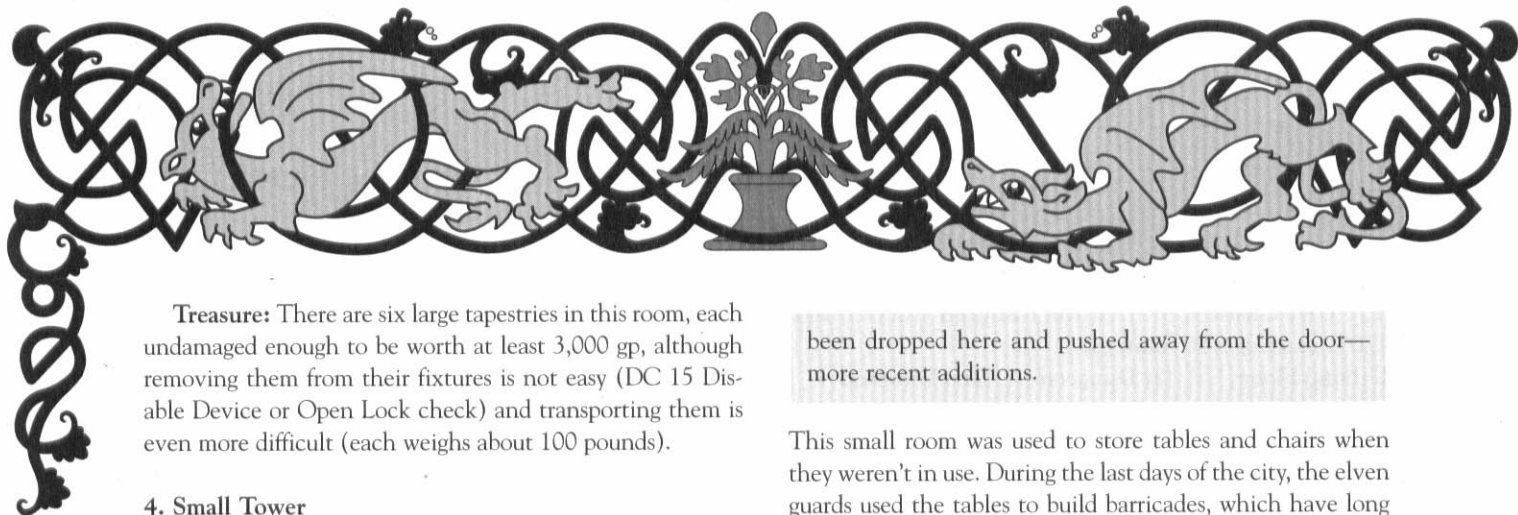 Treasure: There are six large tapestries in this room, each
undamaged enough to be worth at least 3,000 gp, although
removing them from their fixtures is not easy (DC 15 Dis-
able Device or Open Lock check) and transporting them is
even more difficult (each weighs about 100 pounds).
4. Small Tower
been dropped here and pushed away from the door—
more recent additions.
This small room was used to store tables and chairs when
they weren't in use. During the last days of the city, the elven
guards used the tables to build barricades, which have long